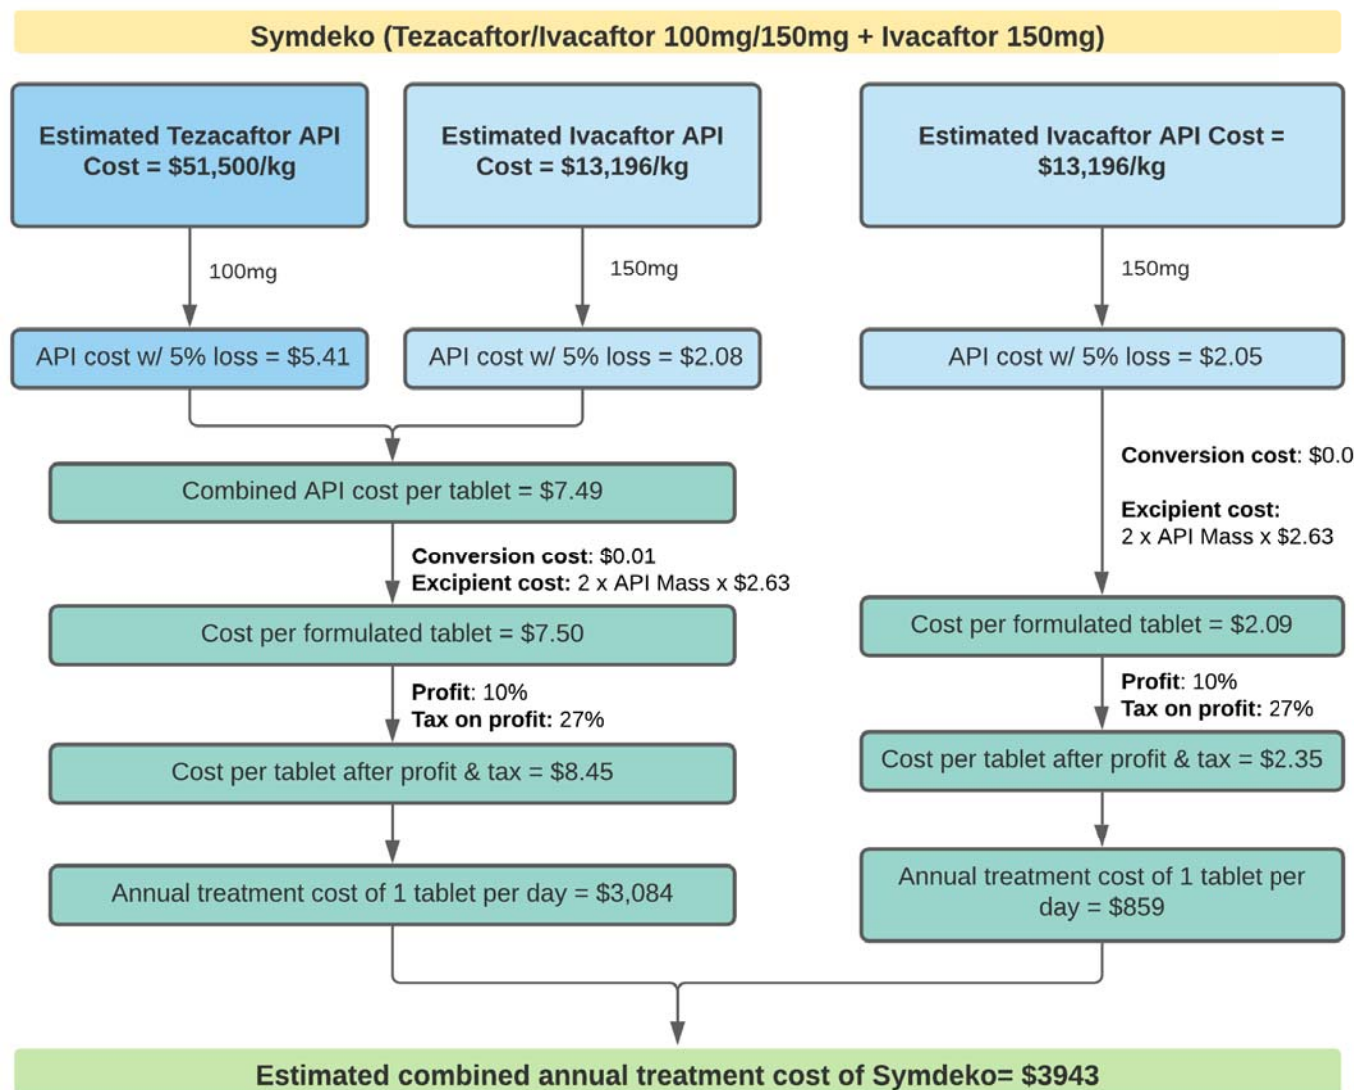 Symdeko (Tezacaftor/Ivacaftor 100mg/150mg + Ivacaftor 150mg)
Estimated Tezacaftor API
Cost = $51,500/kg
Estimated Ivacaftor API
Cost = $13,196/kg
Estimated Ivacaftor API Cost =
$13,196/kg
100mg
150mg
150mg
API cost w/ 5% loss = $5.41
API cost w/ 5% loss = $2.08
API cost w/ 5% loss = $2.05
Combined API cost per tablet = $7.49
Conversion cost: $0.01
Excipient cost: 2 x API Mass x $2.63
Conversion cost: $0.0
Excipient cost:
2 x API Mass x $2.63
Cost per formulated tablet = $7.50
Cost per formulated tablet = $2.09
Profit: 10%
Tax on profit: 27%
Profit: 10%
Tax on profit: 27%
Cost per tablet after profit & tax = $8.45
Cost per tablet after profit & tax = $2.35
Annual treatment cost of 1 tablet per day = $3,084
Annual treatment cost of 1 tablet per
day = $859
Estimated combined annual treatment cost of Symdeko= $3943